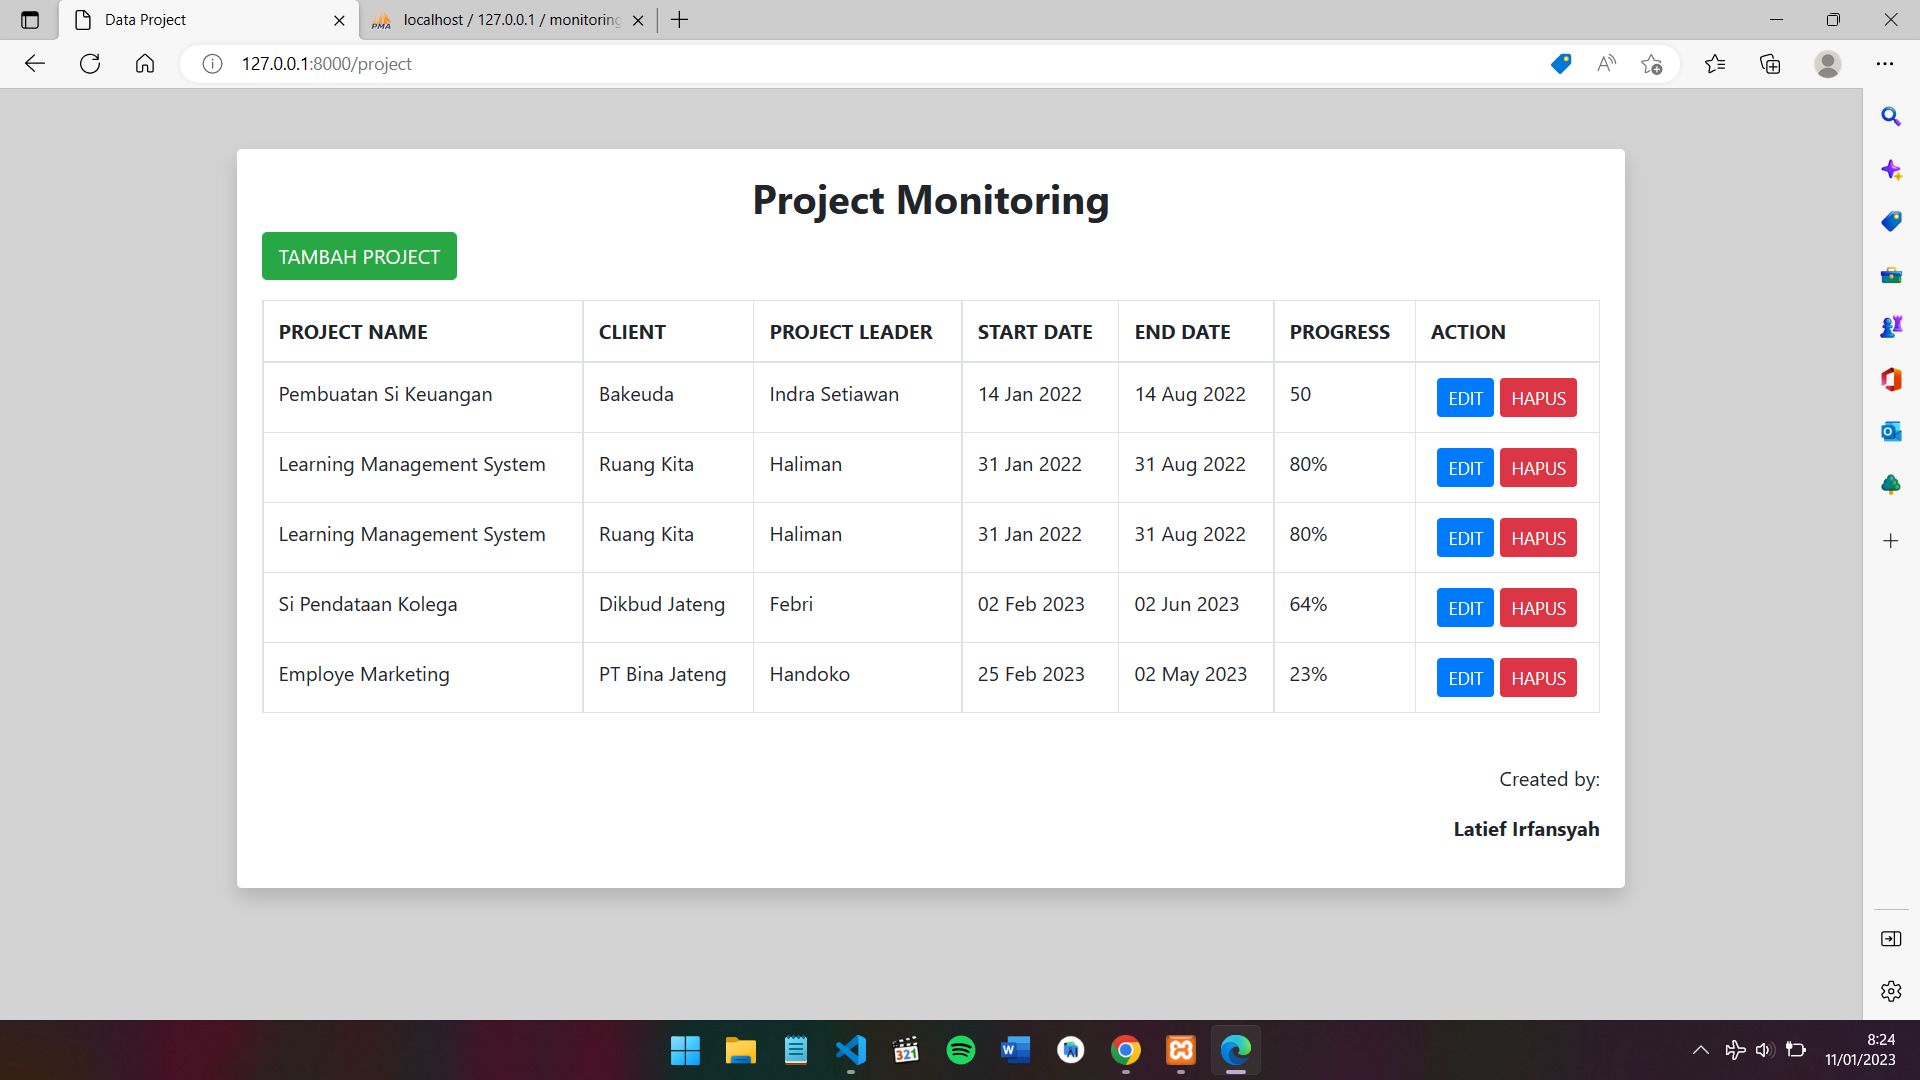 Data Project
PMA localhost / 127.0.0.1 / monitoring
127.0.0.1:8000/project
Project Monitoring
TAMBAH PROJECT
PROJECT NAME CLIENT PROJECT LEADER START DATE END DATE PROGRESS ACTION
Pembuatan Si Keuangan Bakeuda Indra Setiawan 14 Jan 2022 14 Aug 2022 50 EDIT HAPUS
Learning Management System Ruang Kita Haliman 31 Jan 2022 31 Aug 2022 80% EDIT HAPUS
Learning Management System Ruang Kita Haliman 31 Jan 2022 31 Aug 2022 80% EDIT HAPUS
Si Pendataan Kolega Dikbud Jateng Febri 02 Feb 2023 02 Jun 2023 64% EDIT HAPUS
Employe Marketing PT Bina Jateng Handoko 25 Feb 2023 02 May 2023 23% EDIT HAPUS
Created by:
Latief Irfansyah
321
W
AI
8:24
11/01/2023